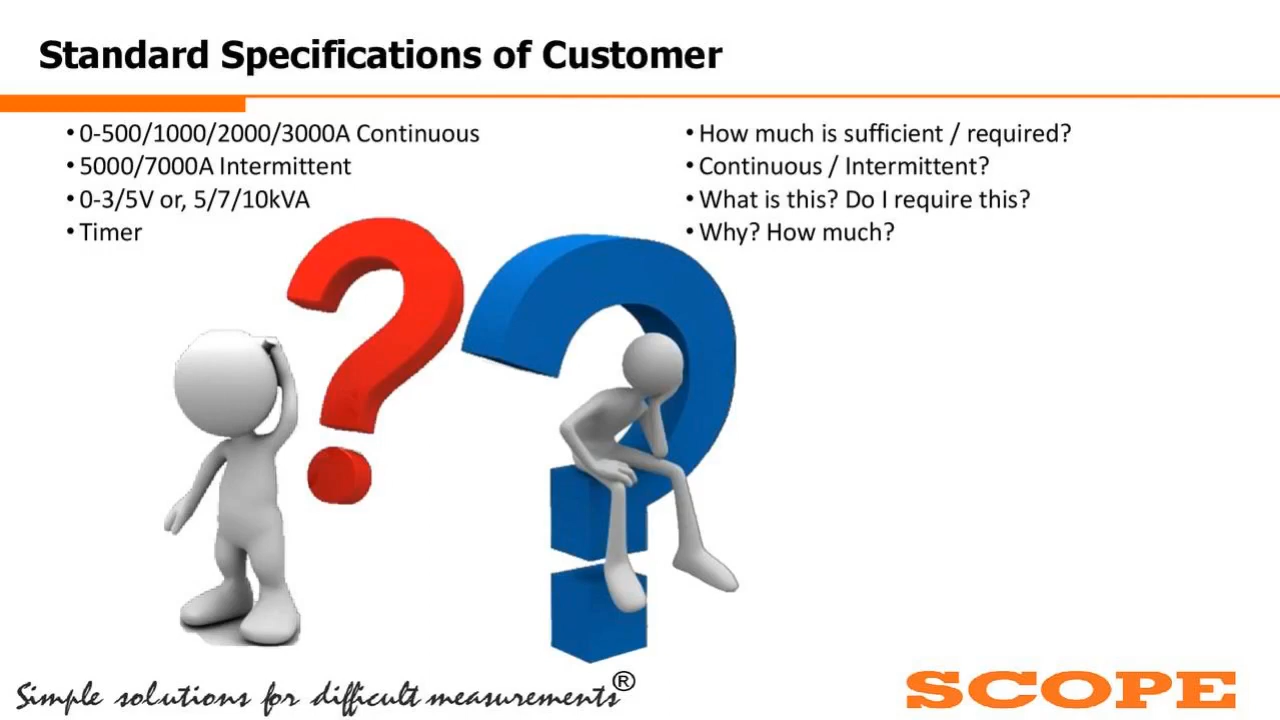 Standard Specifications of Customer
• 0-500/1000/2000/3000A Continuous
• 5000/7000A Intermittent
• 0-3/5V or, 5/7/10kVA
• Timer
• How much is sufficient / required?
• Continuous / Intermittent?
• What is this? Do I require this?
• Why? How much?
Simple solutions for difficult measurements®
SCOPE